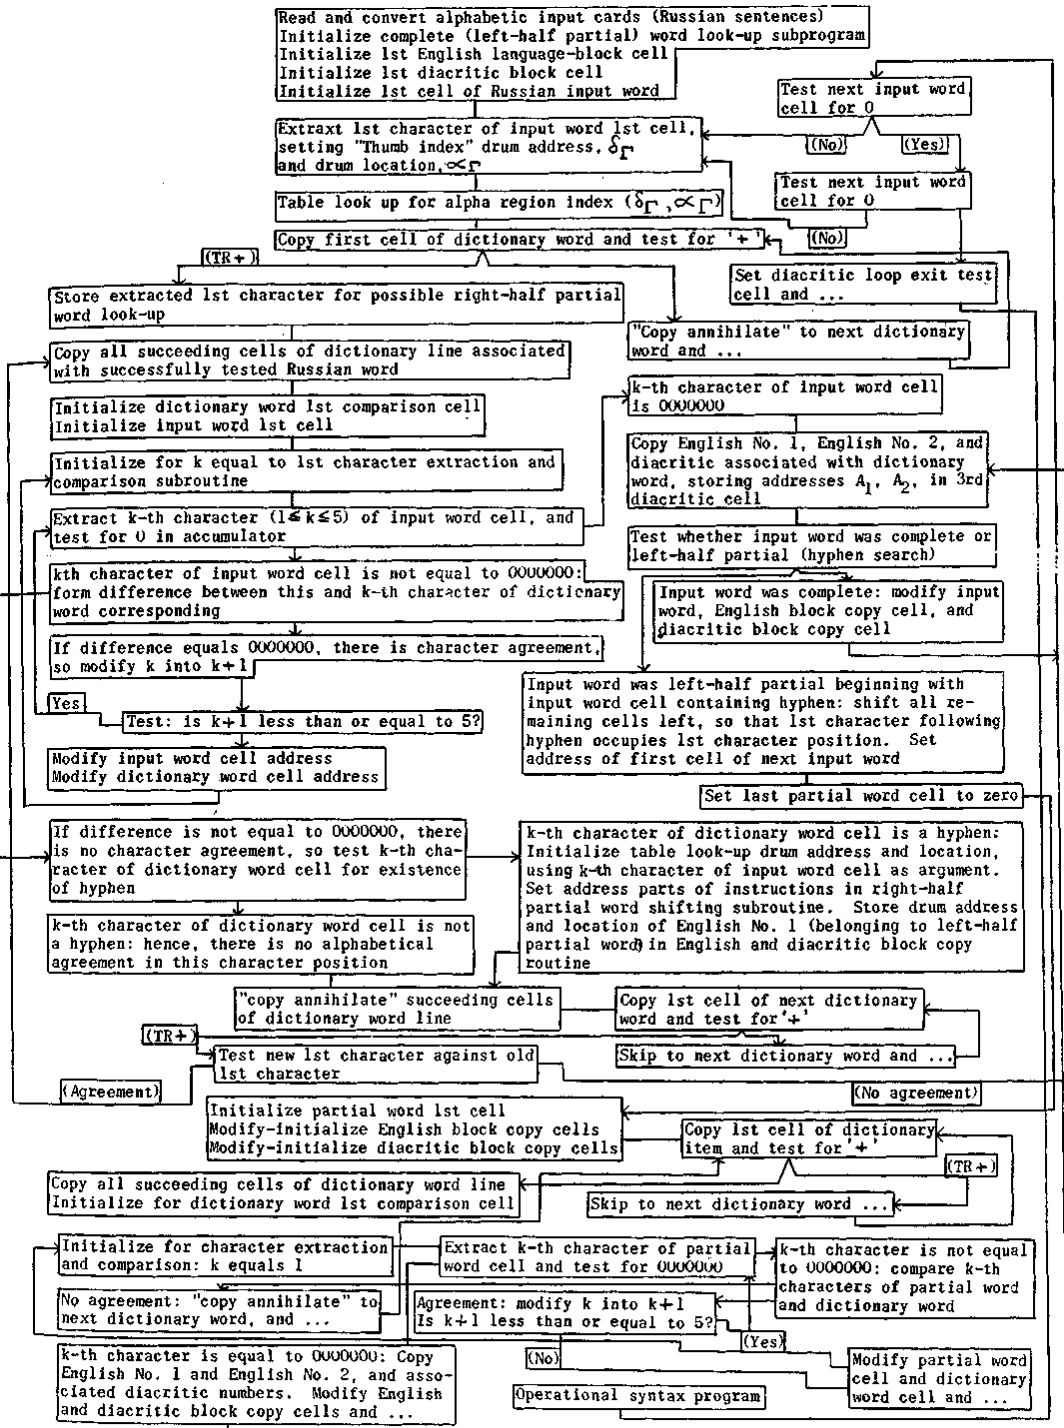 Read and convert alphabetic input cards (Russian sentences)
Initialize complete (left-half partial) word look-up subprogram
Initialize 1st English language-block cell
Initialize 1st diacritic block cell
Initialize 1st cell of Russian input word
Test next input word
cell for 0
Extraxt 1st character of input word 1st cell,
setting "Thumb index" drum address, δΓ
and drum location, ∝Γ
(No)
(Yes)
Test next input word
cell for 0
Table look up for alpha region index (δΓ ,∝Γ)
(No)
Copy first cell of dictionary word and test for '+'
(TR+)
Set diacritic loop exit test
cell and ...
Store extracted 1st character for possible right-half partial
word look-up
"Copy annihilate" to next dictionary
word and ...
Copy all succeeding cells of dictionary line associated
with successfully tested Russian word
k-th character of input word cell
is 0000000
Initialize dictionary word 1st comparison cell
Initialize input word 1st cell
Copy English No. 1, English No. 2, and
diacritic associated with dictionary
word, storing addresses A1, A2, in 3rd
diacritic cell
Initialize for k equal to 1st character extraction and
comparison subroutine
Extract k-th character (1≤k≤5) of input word cell, and
test for 0 in accumulator
Test whether input word was complete or
left-half partial (hyphen search)
kth character of input word cell is not equal to 0000000:
form difference between this and k-th character of dictionary
word corresponding
Input word was complete: modify input
word, English block copy cell, and
diacritic block copy cell
If difference equals 0000000, there is character agreement,
so modify k into k+1
Input word was left-half partial beginning with
input word cell containing hyphen: shift all re-
maining cells left, so that 1st character following
hyphen occupies 1st character position. Set
address of first cell of next input word
Yes
Test: is k+1 less than or equal to 5?
Modify input word cell address
Modify dictionary word cell address
Set last partial word cell to zero
If difference is not equal to 0000000, there
is no character agreement, so test k-th cha-
racter of dictionary word cell for existence
of hyphen
k-th character of dictionary word cell is a hyphen:
Initialize table look-up drum address and location,
using k-th character of input word cell as argument.
Set address parts of instructions in right-half
partial word shifting subroutine. Store drum address
and location of English No. 1 (belonging to left-half
partial word) in English and diacritic block copy
routine
k-th character of dictionary word cell is not
a hyphen: hence, there is no alphabetical
agreement in this character position
"copy annihilate" succeeding cells
of dictionary word line
Copy 1st cell of next dictionary
word and test for '+'
(TR+)
Test new 1st character against old
1st character
Skip to next dictionary word and ...
(Agreement)
(No agreement)
Initialize partial word 1st cell
Modify-initialize English block copy cells
Modify-initialize diacritic block copy cells
Copy 1st cell of dictionary
item and test for '+'
(TR+)
Copy all succeeding cells of dictionary word line
Initialize for dictionary word 1st comparison cell
Skip to next dictionary word ...
Initialize for character extraction
and comparison: k equals 1
Extract k-th character of partial
word cell and test for 0000000
k-th character is not equal
to 0000000: compare k-th
characters of partial word
and dictionary word
No agreement: "copy annihilate" to
next dictionary word, and ...
Agreement: modify k into k+1
Is k+1 less than or equal to 5?
(Yes)
(No)
k-th character is equal to 0000000: Copy
English No. 1 and English No. 2, and asso-
ciated diacritic numbers. Modify English
and diacritic block copy cells and ...
Modify partial word
cell and dictionary
word cell and ...
Operational syntax program